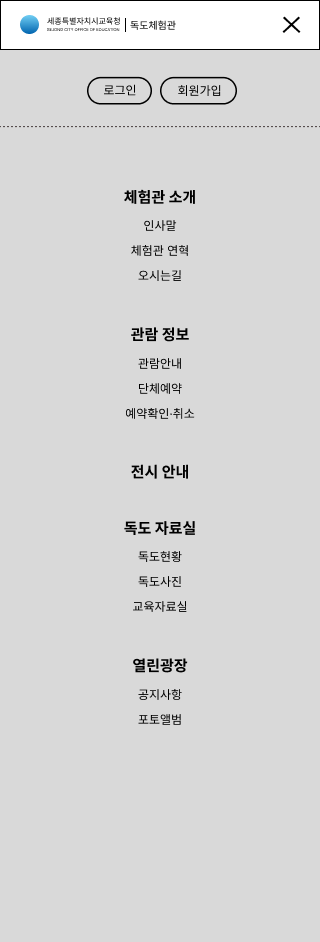 세종특별자치시교육청
SEJONG CITY OFFICE OF EDUCATION
독도체험관
로그인 회원가입
체험관 소개
인사말
체험관 연혁
오시는길
관람 정보
관람안내
단체예약
예약확인·취소
전시 안내
독도 자료실
독도현황
독도사진
교육자료실
열린광장
공지사항
포토앨범